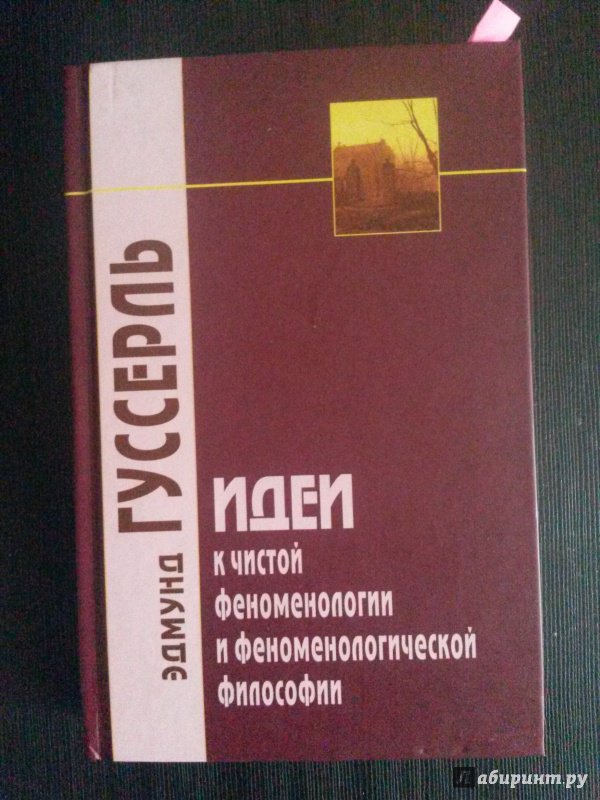 ЭДМУНД ГУССЕРЛЬ
ИДЕИ
к чистой
феноменологии
и феноменологической
философии
Лабиринт.ру